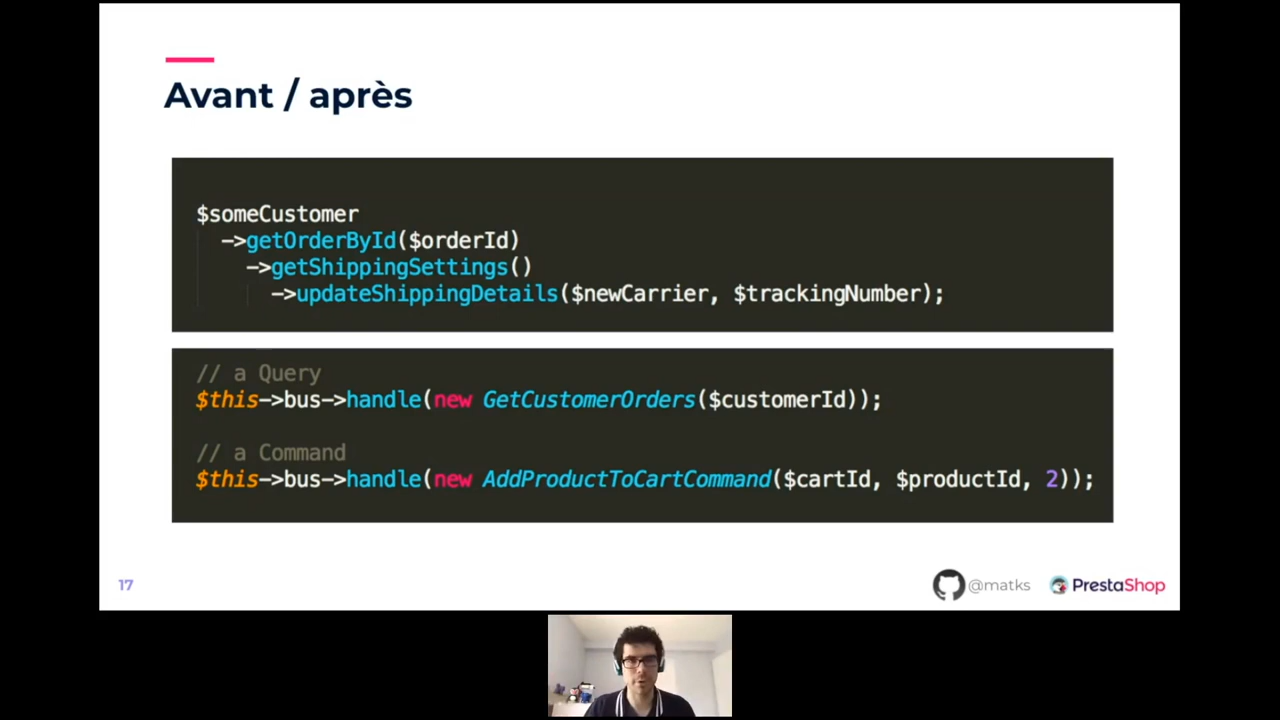 Avant / après
$someCustomer
->getOrderById($orderId)
->getShippingSettings()
->updateShippingDetails($newCarrier, $trackingNumber);
// a Query
$this->bus->handle(new GetCustomerOrders($customerId));
// a Command
$this->bus->handle(new AddProductToCartCommand($cartId, $productId, 2));
17
@matks
PrestaShop